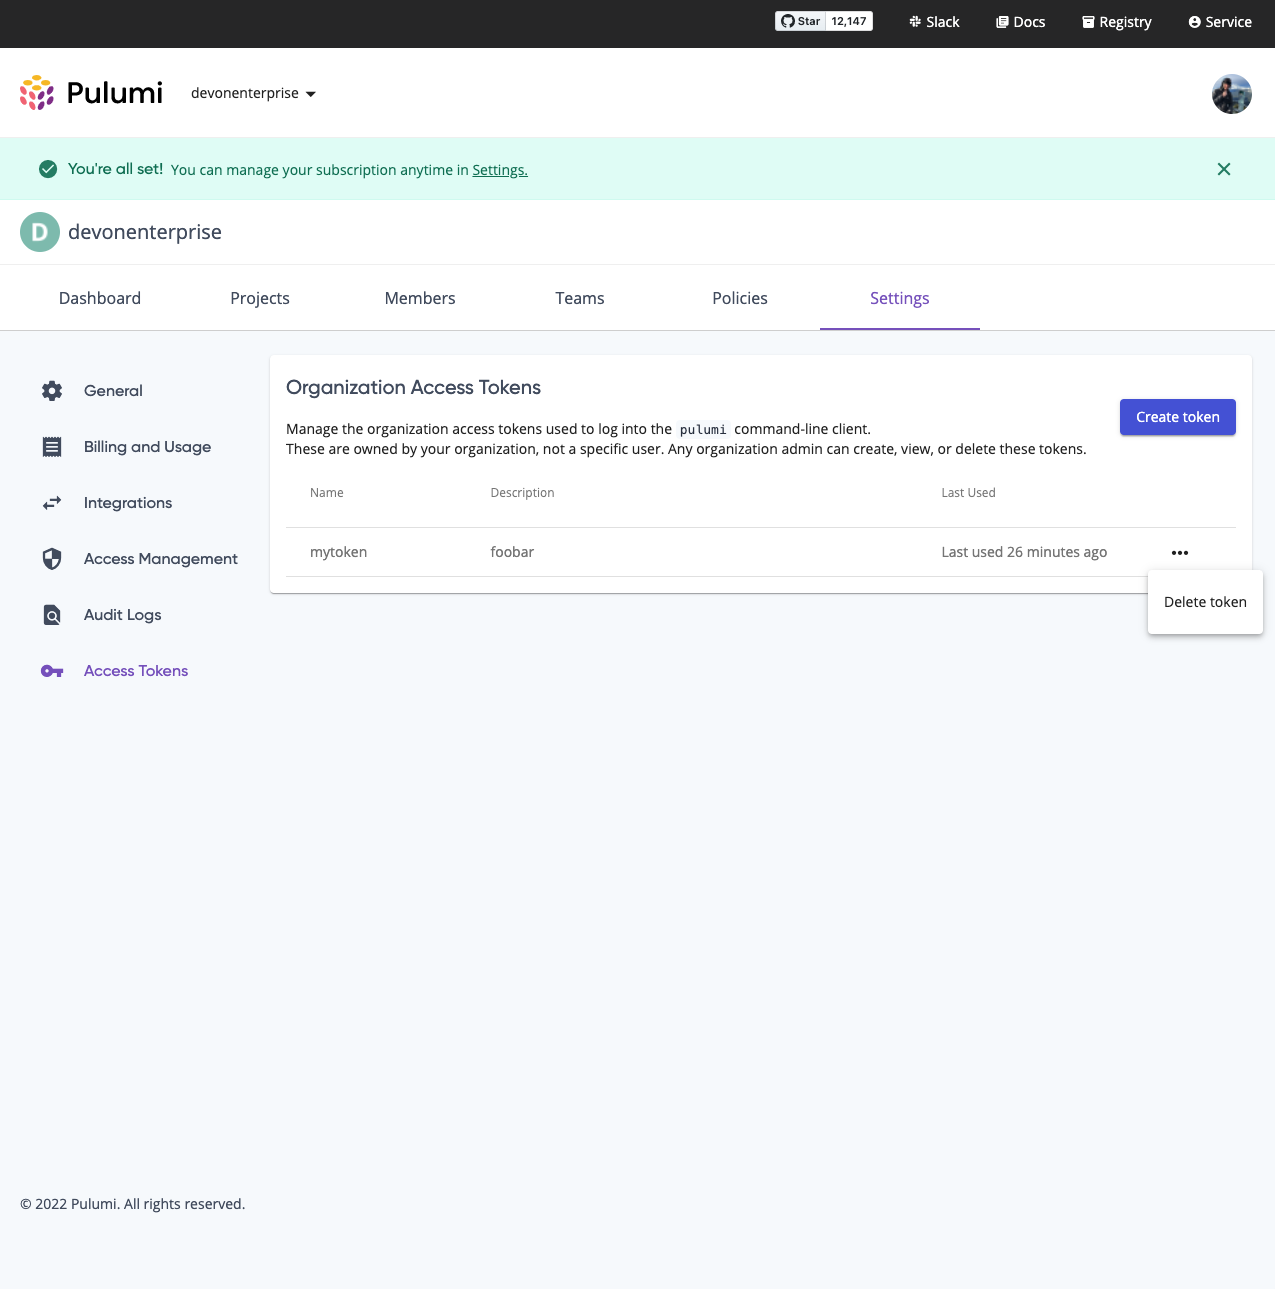 Star 12,147 Slack Docs Registry Service
Pulumi devonenterprise
You're all set! You can manage your subscription anytime in Settings.
D devonenterprise
Dashboard Projects Members Teams Policies Settings
General
Billing and Usage
Integrations
Access Management
Audit Logs
Access Tokens
Organization Access Tokens
Create token
Manage the organization access tokens used to log into the pulumi command-line client.
These are owned by your organization, not a specific user. Any organization admin can create, view, or delete these tokens.
Name Description Last Used
mytoken foobar Last used 26 minutes ago
Delete token
© 2022 Pulumi. All rights reserved.